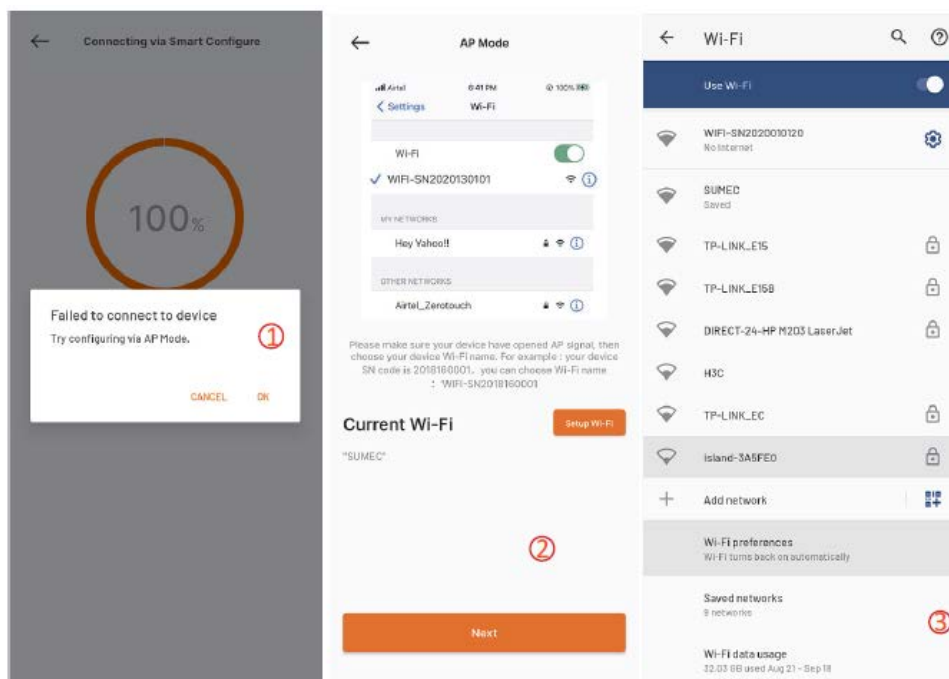 Connecting via Smart Configure
100%
Failed to connect to device
Try configuring via AP Mode.
①
CANCEL
OK
AP Mode
Airtel
6:41 PM
100%
Settings
Wi-Fi
Wi-Fi
WIFI-SN2020130101
MY NETWORKS
Hey Yahoo!!
OTHER NETWORKS
Airtel_Zerotouch
Please make sure your device have opened AP signal, then
choose your device Wi-Fi name. For example : your device
SN code is 2018160001. you can choose Wi-Fi name
: 'WIFI-SN2018160001
Current Wi-Fi
Setup Wi-Fi
"SUMEC"
②
Next
Wi-Fi
Use Wi-Fi
WIFI-SN2020010120
No internet
SUMEC
Saved
TP-LINK_E15
TP-LINK_E15B
DIRECT-24-HP M203 LaserJet
H3C
TP-LINK_EC
Island-3A5FE0
Add network
Wi-Fi preferences
Wi-Fi turns back on automatically
Saved networks
9 networks
③
Wi-Fi data usage
32.03 GB used Aug 21 - Sep 18